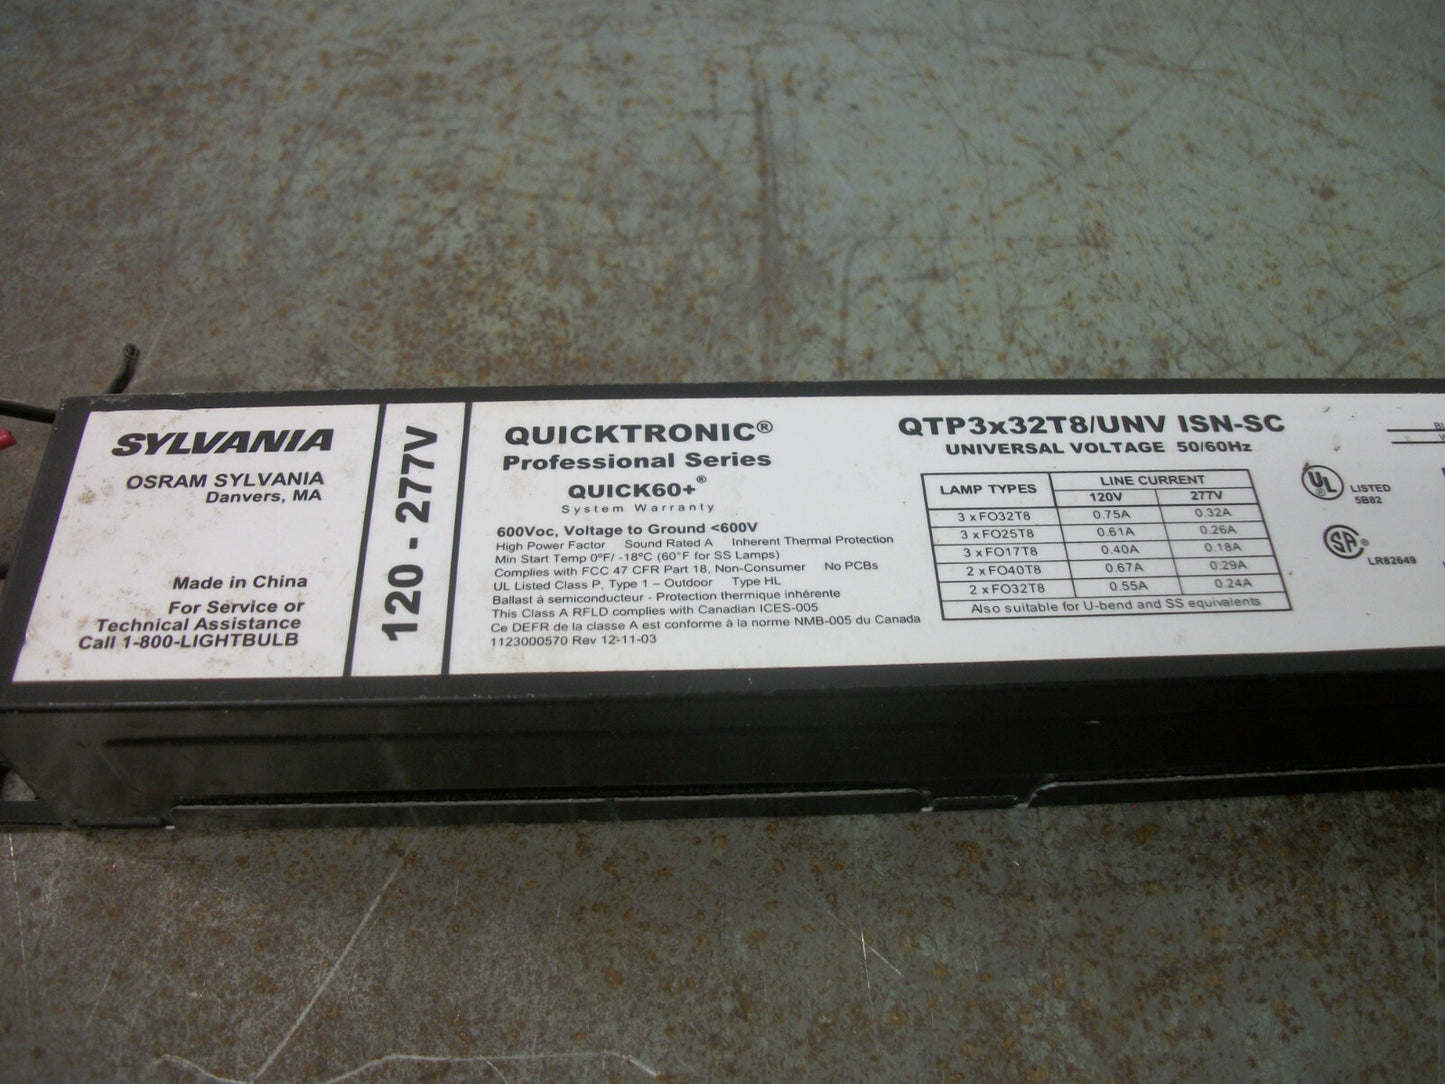 SYLVANIA
OSRAM SYLVANIA
Danvers, MA
Made in China
For Service or
Technical Assistance
Call 1-800-LIGHTBULB
120 - 277V
QUICKTRONIC®
Professional Series
QUICK60+®
System Warranty
600Voc, Voltage to Ground <600V
High Power Factor Sound Rated A Inherent Thermal Protection
Min Start Temp 0ºF/ -18ºC (60°F for SS Lamps)
Complies with FCC 47 CFR Part 18, Non-Consumer No PCBs
UL Listed Class P, Type 1 – Outdoor Type HL
Ballast à semiconducteur - Protection thermique inhérente
This Class A RFLD complies with Canadian ICES-005
Ce DEFR de la classe A est conforme à la norme NMB-005 du Canada
1123000570 Rev 12-11-03
QTP3x32T8/UNV ISN-SC
UNIVERSAL VOLTAGE 50/60Hz
LAMP TYPES LINE CURRENT
120V 277V
3 x FO32T8 0.75A 0.32A
3 x FO25T8 0.61A 0.26A
3 x FO17T8 0.40A 0.18A
2 x FO40T8 0.67A 0.29A
2 x FO32T8 0.55A 0.24A
Also suitable for U-bend and SS equivalents
UL LISTED
5B82
SA®
LR82649